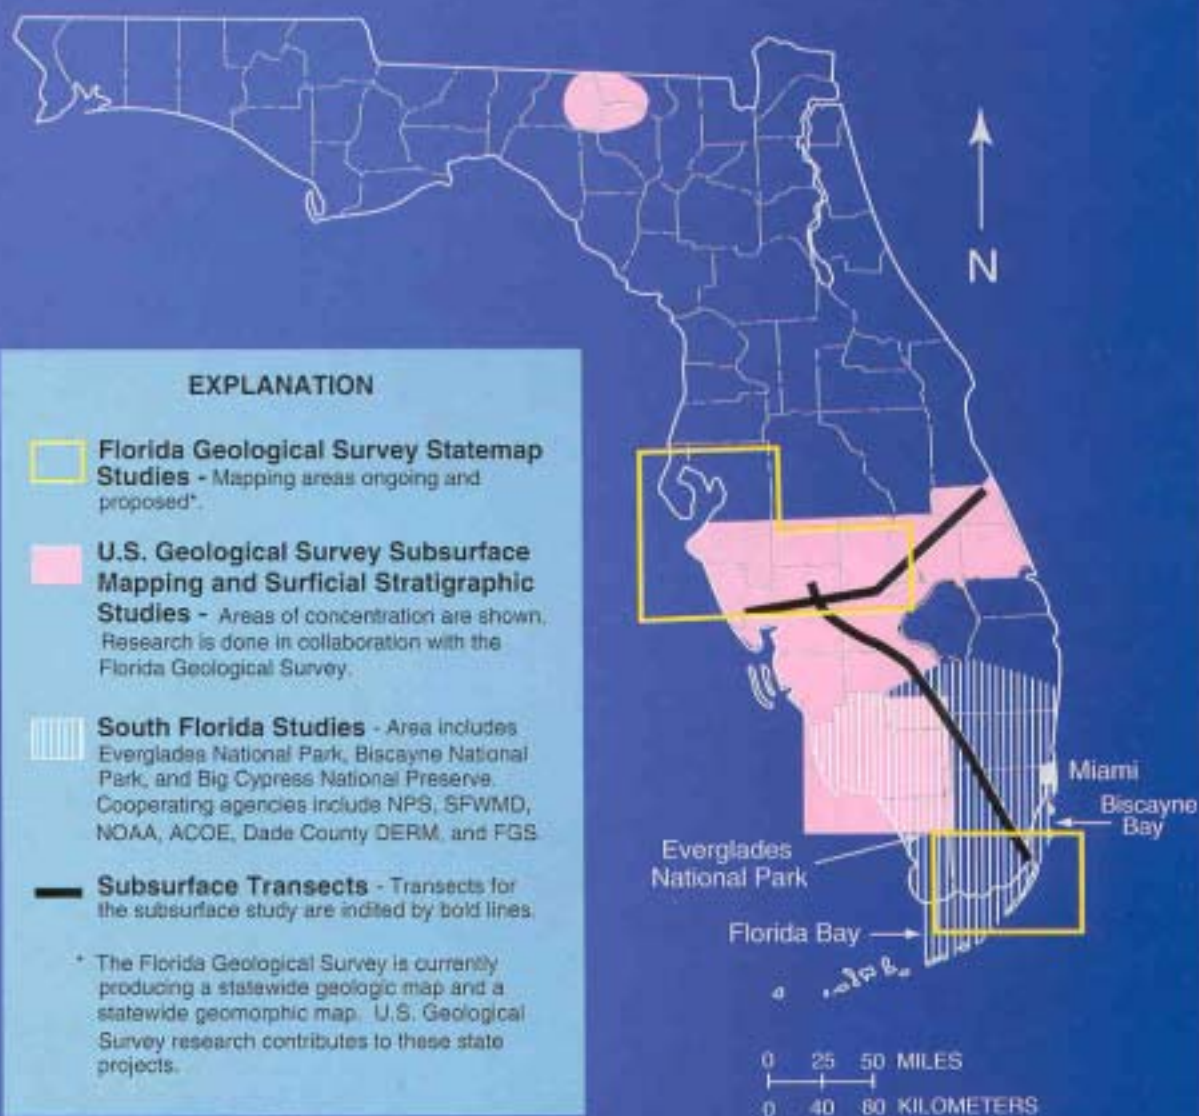 N
EXPLANATION
Florida Geological Survey Statemap
Studies - Mapping areas ongoing and
proposed*.
U.S. Geological Survey Subsurface
Mapping and Surficial Stratigraphic
Studies - Areas of concentration are shown.
Research is done in collaboration with the
Florida Geological Survey.
South Florida Studies - Area includes
Everglades National Park, Biscayne National
Park, and Big Cypress National Preserve.
Cooperating agencies include NPS, SFWMD,
NOAA, ACOE, Dade County DERM, and FGS
Subsurface Transects - Transects for
the subsurface study are indited by bold lines.
* The Florida Geological Survey is currently
producing a statewide geologic map and a
statewide geomorphic map. U.S. Geological
Survey research contributes to these state
projects.
Miami
Biscayne
Bay
Everglades
National Park
Florida Bay
0 25 50 MILES
0 40 80 KILOMETERS